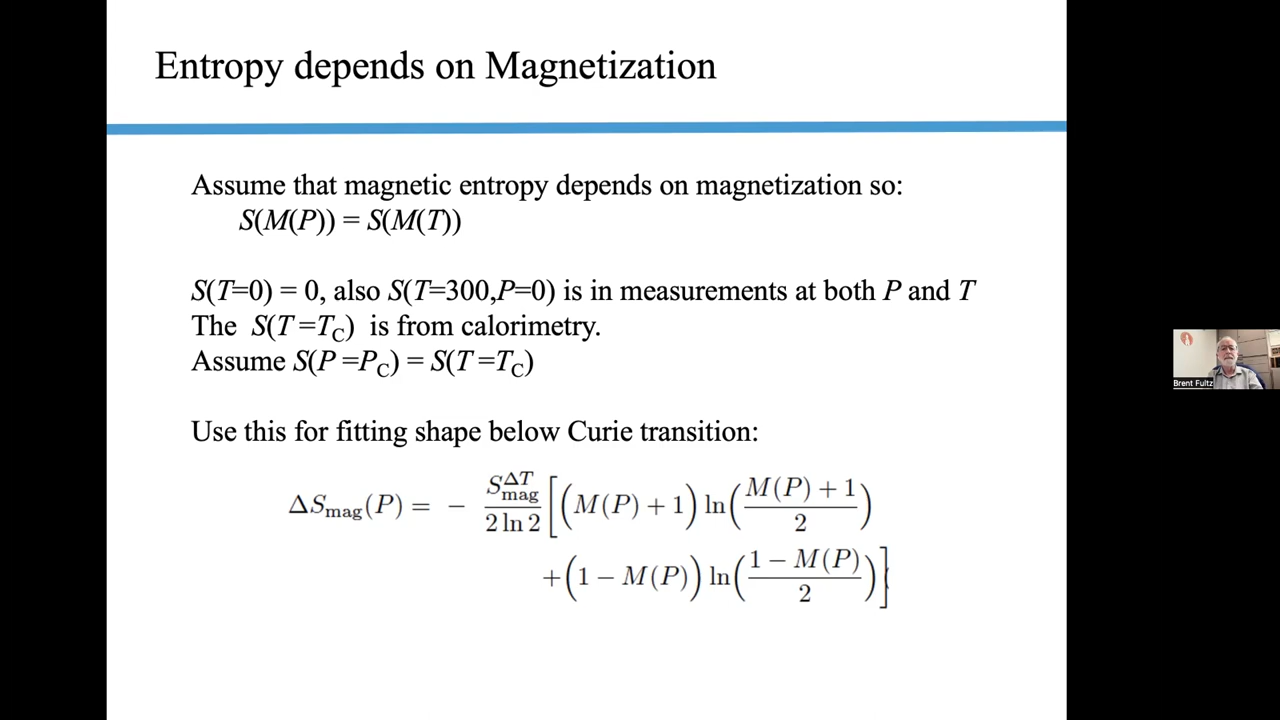 Entropy depends on Magnetization
Assume that magnetic entropy depends on magnetization so:
S(M(P)) = S(M(T))
S(T=0) = 0, also S(T=300,P=0) is in measurements at both P and T
The S(T=T_C) is from calorimetry.
Assume S(P=P_C) = S(T=T_C)
Use this for fitting shape below Curie transition:
ΔS_mag(P) = − S_mag^ΔT / (2 ln 2) [(M(P) + 1) ln((M(P) + 1) / 2)
+(1 − M(P)) ln((1 − M(P)) / 2)]
Brent Fultz